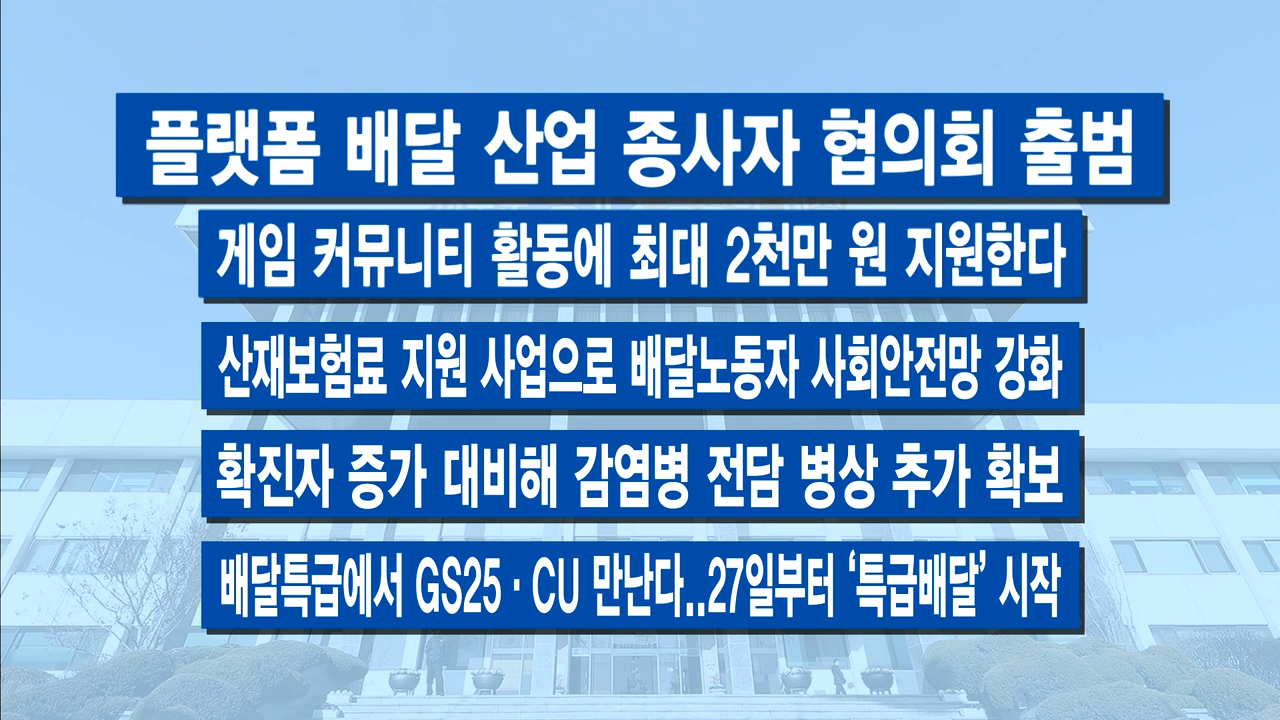 플랫폼 배달 산업 종사자 협의회 출범
게임 커뮤니티 활동에 최대 2천만 원 지원한다
산재보험료 지원 사업으로 배달노동자 사회안전망 강화
확진자 증가 대비해 감염병 전담 병상 추가 확보
배달특급에서 GS25·CU 만난다..27일부터 ‘특급배달’ 시작